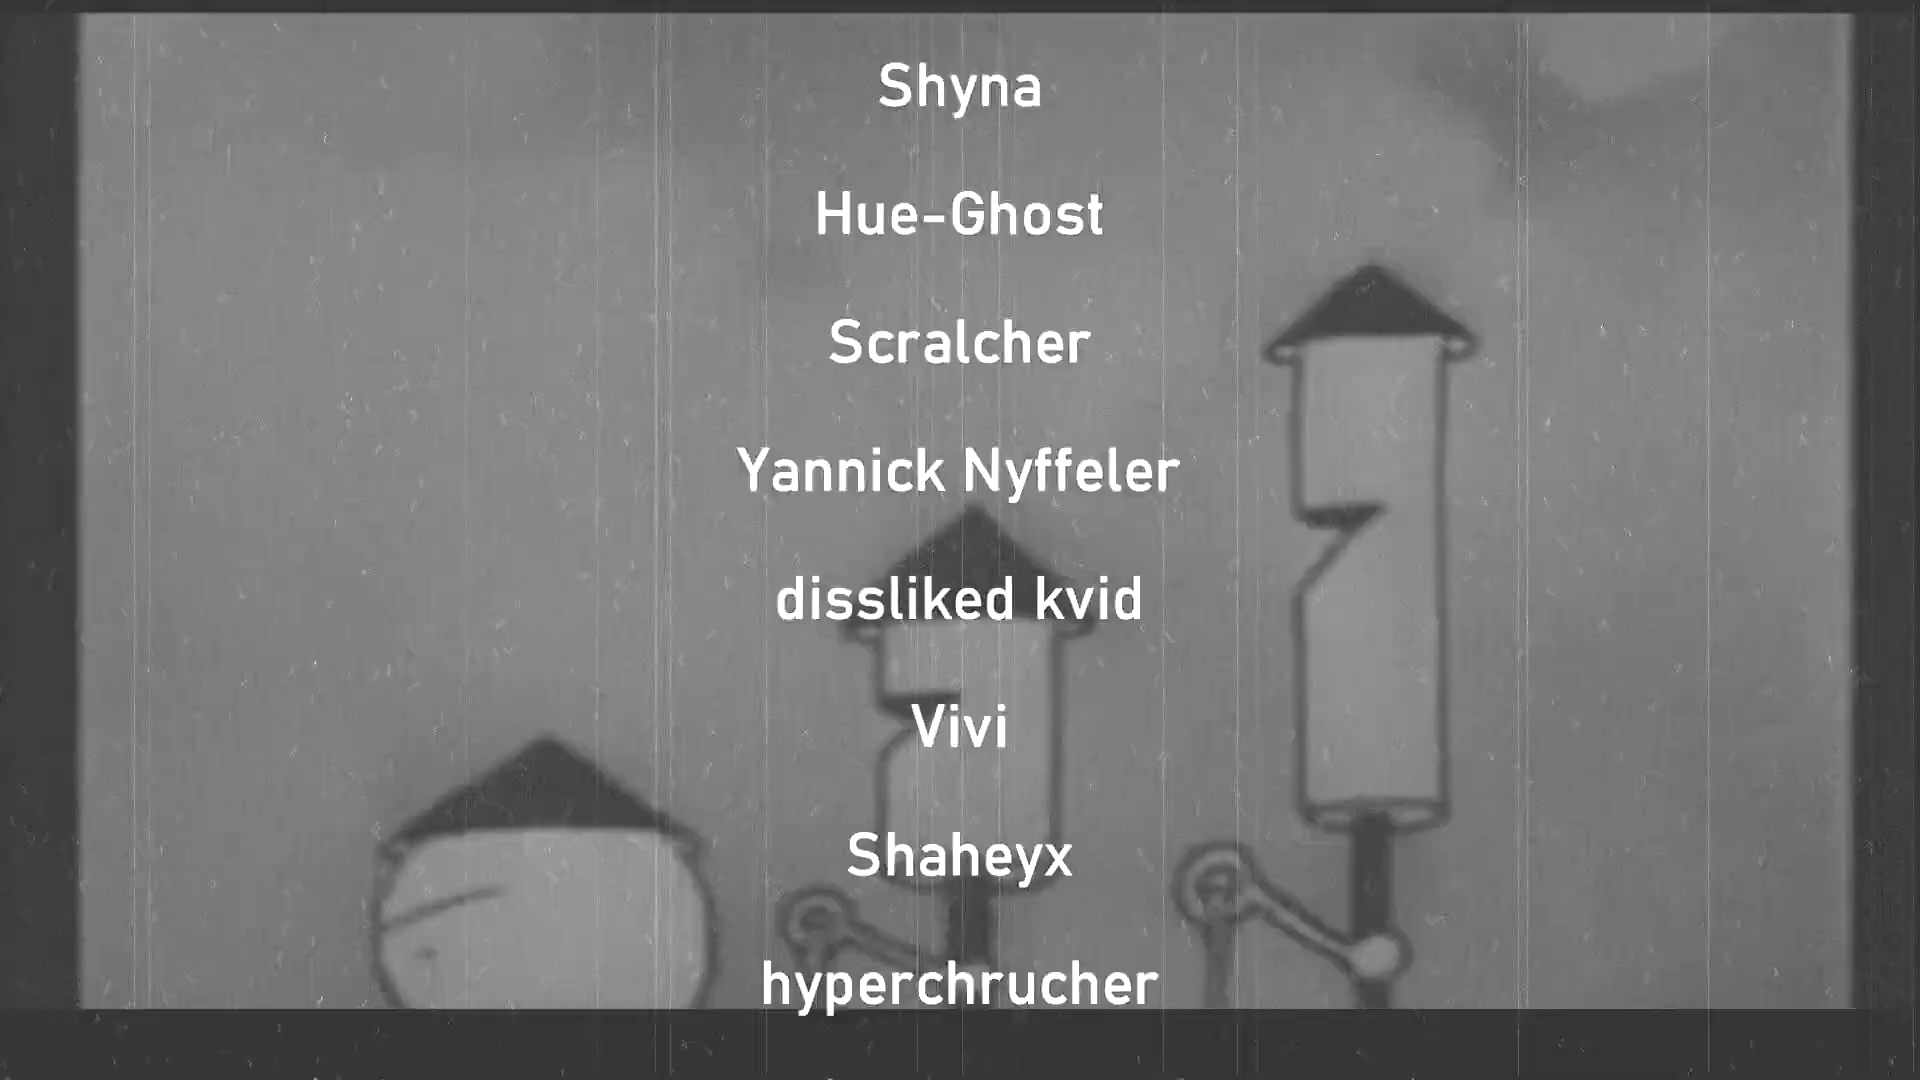 Shyna
Hue-Ghost
Scralcher
Yannick Nyffeler
dissliked kvid
Vivi
Shaheyx
hyperchrucher